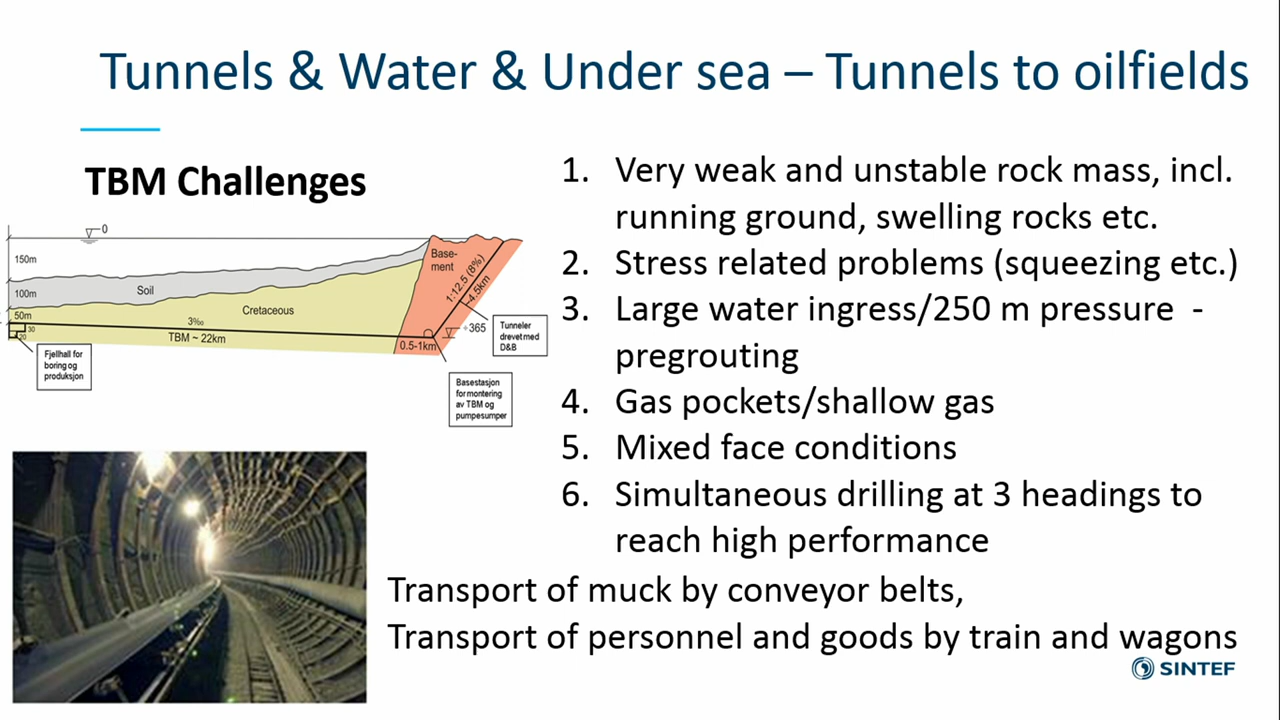 Tunnels & Water & Under sea – Tunnels to oilfields
TBM Challenges
0
150m
100m
50m
30
20
Soil
Cretaceous
3‰
TBM ~ 22km
Base-
ment
1:12.5 (8%)
~4,5km
÷365
0.5-1km
Tunneler
drevet med
D&B
Fjellhall for
boring og
produksjon
Basestasjon
for montering
av TBM og
pumpesumper
1. Very weak and unstable rock mass, incl.
running ground, swelling rocks etc.
2. Stress related problems (squeezing etc.)
3. Large water ingress/250 m pressure -
pregrouting
4. Gas pockets/shallow gas
5. Mixed face conditions
6. Simultaneous drilling at 3 headings to
reach high performance
Transport of muck by conveyor belts,
Transport of personnel and goods by train and wagons
SINTEF